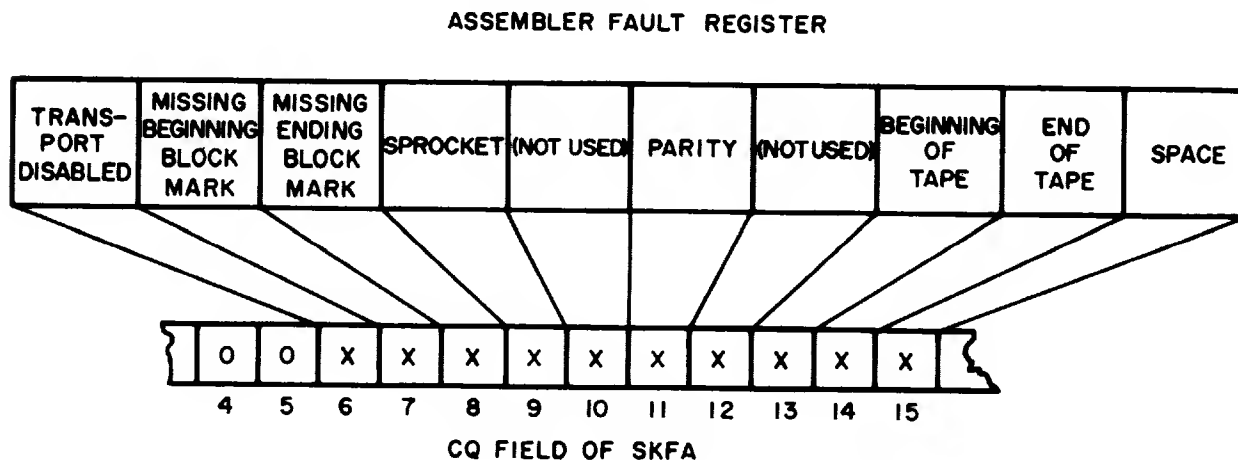 ASSEMBLER FAULT REGISTER
TRANS-
PORT
DISABLED
MISSING
BEGINNING
BLOCK
MARK
MISSING
ENDING
BLOCK
MARK
SPROCKET
(NOT USED)
PARITY
(NOT USED)
BEGINNING
OF
TAPE
END
OF
TAPE
SPACE
O O X X X X X X X X X X
4 5 6 7 8 9 10 11 12 13 14 15
CQ FIELD OF SKFA